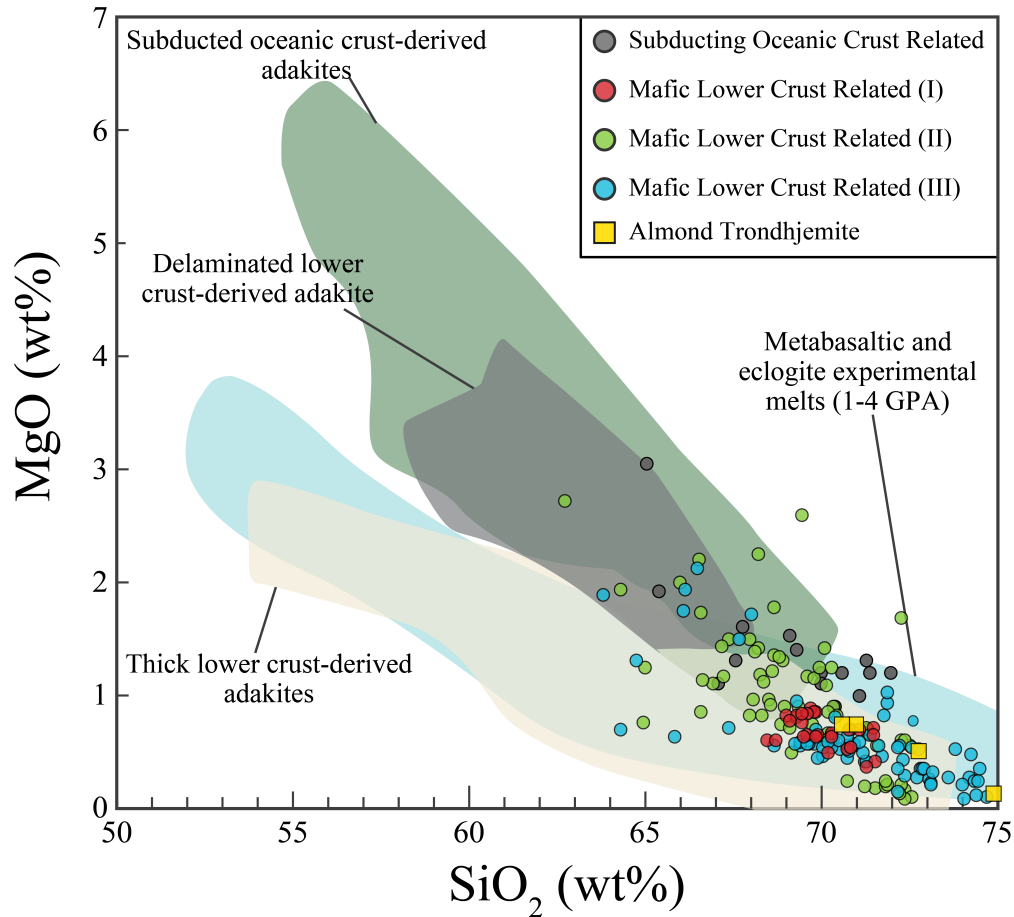 7
6
5
4
3
2
1
0
MgO (wt%)
Subducted oceanic crust-derived
adakites
Delaminated lower
crust-derived adakite
Thick lower crust-derived
adakites
Metabasaltic and
eclogite experimental
melts (1-4 GPA)
Subducting Oceanic Crust Related
Mafic Lower Crust Related (I)
Mafic Lower Crust Related (II)
Mafic Lower Crust Related (III)
Almond Trondhjemite
50 55 60 65 70 75
SiO₂ (wt%)